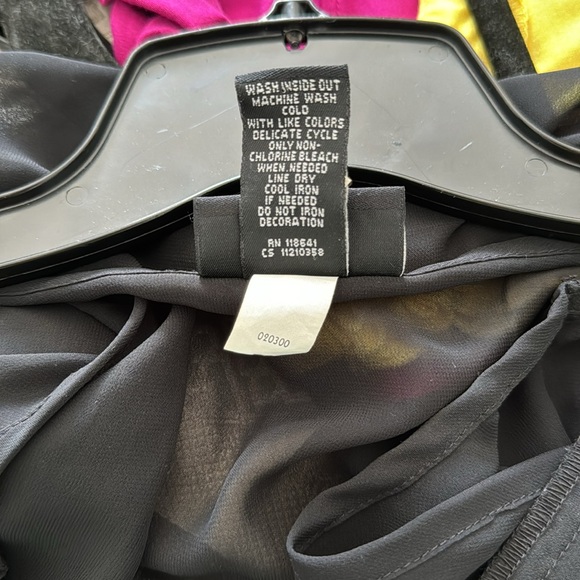 WASH INSIDE OUT
MACHINE WASH
COLD
WITH LIKE COLORS
DELICATE CYCLE
ONLY NON-
CHLORINE BLEACH
WHEN NEEDED
LINE DRY
COOL IRON
IF NEEDED
DO NOT IRON
DECORATION
RN 118641
CS 11210358
020300